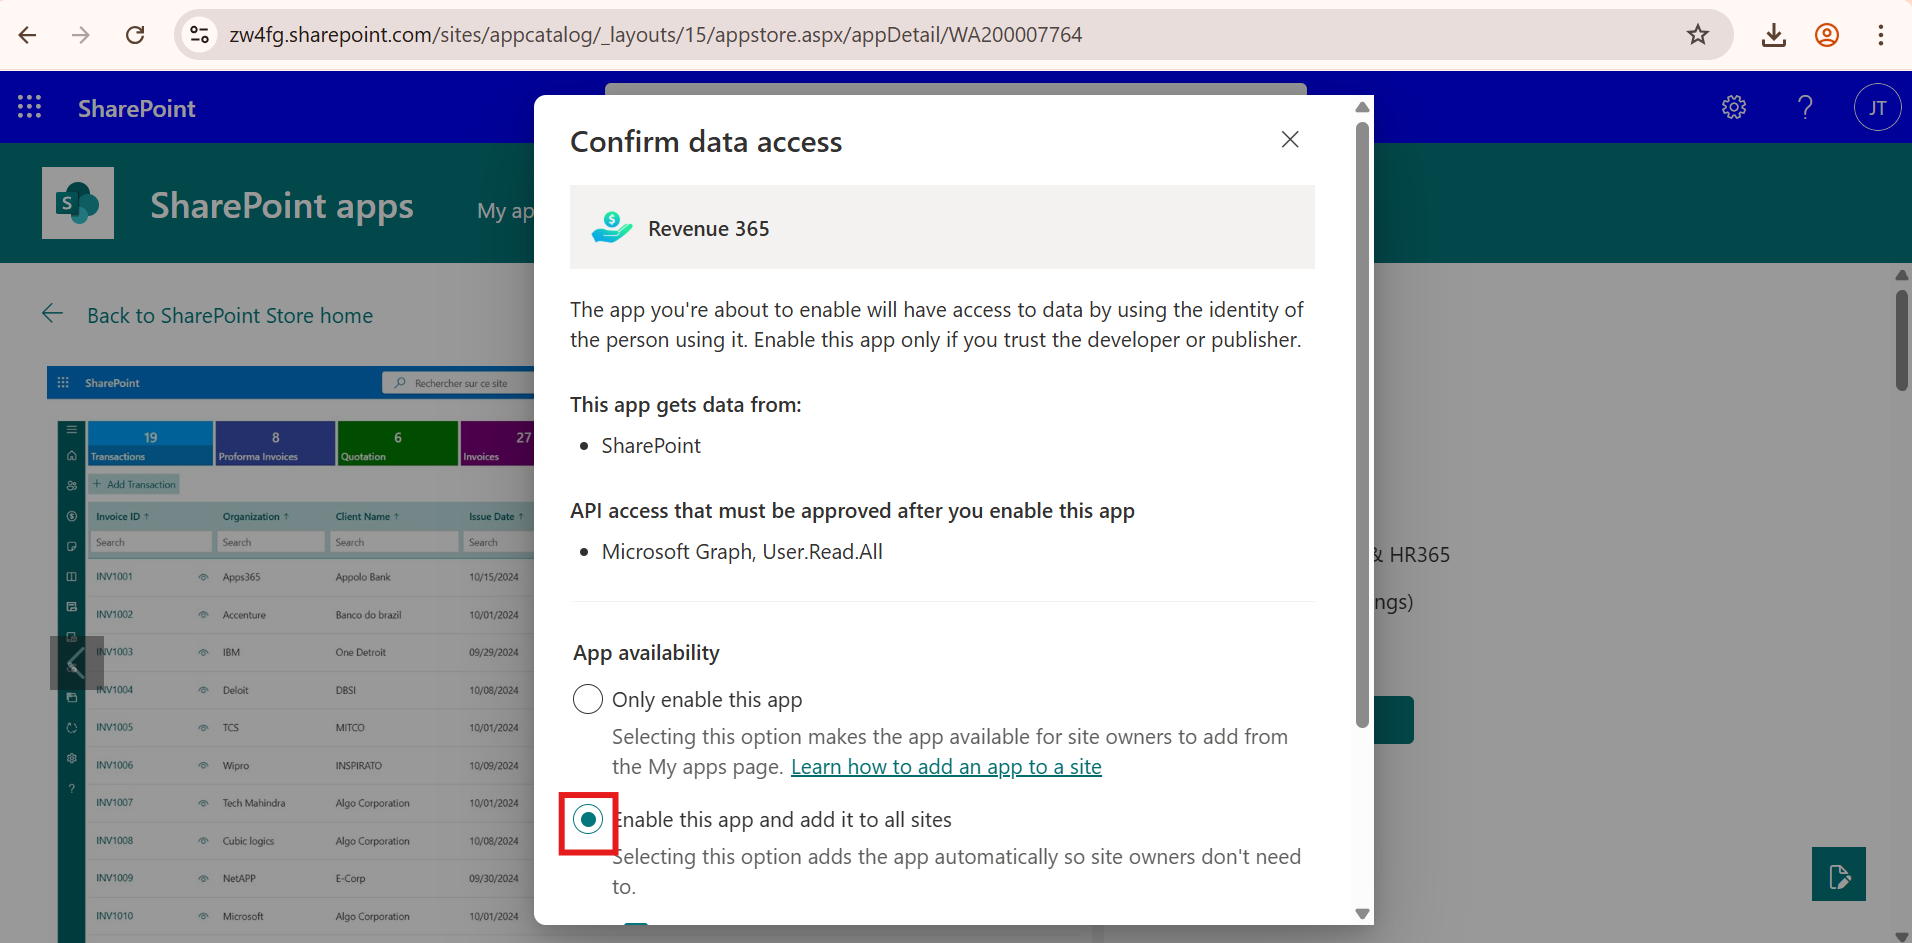 zw4fg.sharepoint.com/sites/appcatalog/_layouts/15/appstore.aspx/appDetail/WA200007764
SharePoint
JT
SharePoint apps
My ap
Back to SharePoint Store home
SharePoint
Rechercher sur ce site
19
Transactions
8
Proforma Invoices
6
Quotation
27
Invoices
+ Add Transaction
Invoice ID ↑ Organization ↑ Client Name ↑ Issue Date ↑
Search Search Search Search
INV1001 Apps365 Appolo Bank 10/15/2024
INV1002 Accenture Banco do brazil 10/01/2024
INV1003 IBM One Detroit 09/29/2024
INV1004 Deloit DBSI 10/08/2024
INV1005 TCS MITCO 10/01/2024
INV1006 Wipro INSPIRATO 10/09/2024
INV1007 Tech Mahindra Algo Corporation 10/01/2024
INV1008 Cubic logics Algo Corporation 10/08/2024
INV1009 NetAPP E-Corp 09/30/2024
INV1010 Microsoft Algo Corporation 10/01/2024
Confirm data access
Revenue 365
The app you're about to enable will have access to data by using the identity of
the person using it. Enable this app only if you trust the developer or publisher.
This app gets data from:
• SharePoint
API access that must be approved after you enable this app
• Microsoft Graph, User.Read.All
App availability
Only enable this app
Selecting this option makes the app available for site owners to add from
the My apps page. Learn how to add an app to a site
Enable this app and add it to all sites
Selecting this option adds the app automatically so site owners don't need
to.
& HR365
ngs)